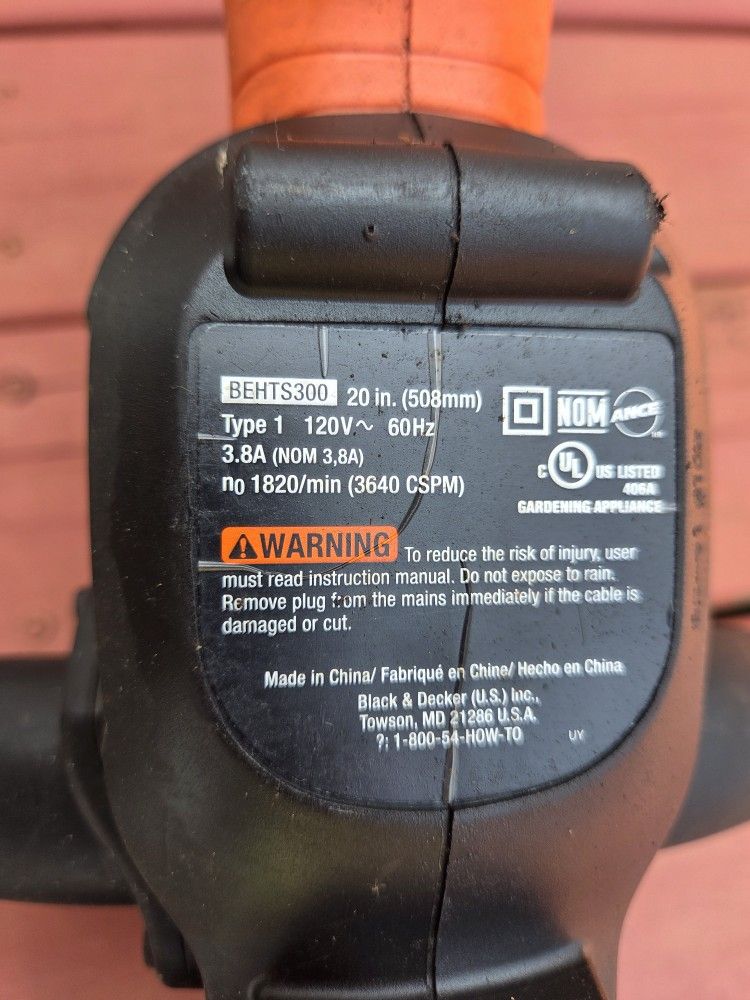 BEHTS300 20 in. (508mm)
Type 1 120V~ 60Hz
3.8A (NOM 3,8A)
n0 1820/min (3640 CSPM)
NOM ANCE
C UL US LISTED
406A
GARDENING APPLIANCE
WARNING To reduce the risk of injury, user
must read instruction manual. Do not expose to rain.
Remove plug from the mains immediately if the cable is
damaged or cut.
Made in China/ Fabriqué en Chine/ Hecho en China
Black & Decker (U.S.) Inc.,
Towson, MD 21286 U.S.A.
?: 1-800-54-HOW-TO UY